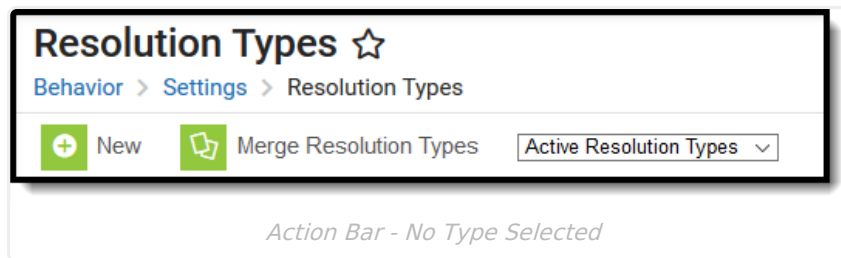 Resolution Types
Behavior > Settings > Resolution Types
New Merge Resolution Types Active Resolution Types
Action Bar - No Type Selected